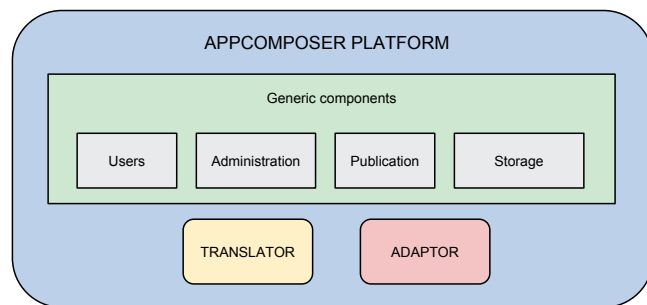 APPCOMPOSER PLATFORM
Generic components
Users Administration Publication Storage
TRANSLATOR ADAPTOR